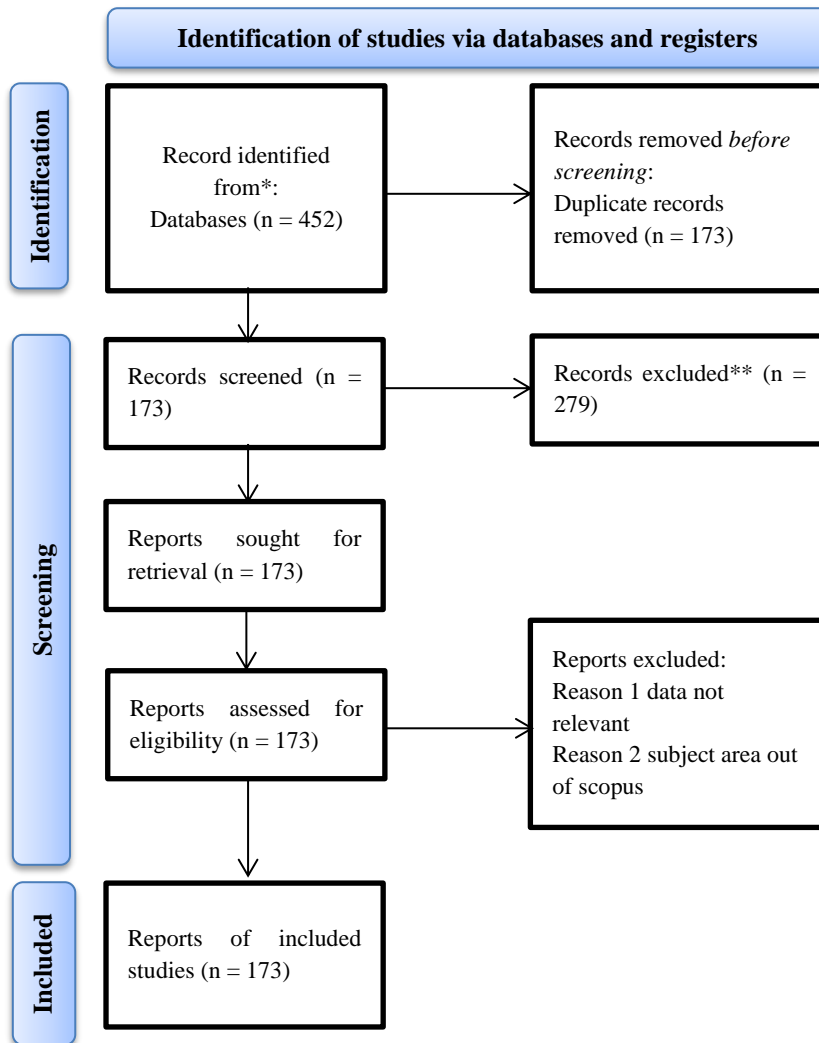 Identification of studies via databases and registers
Identification
Record identified
from*:
Databases (n = 452)
Records removed before
screening:
Duplicate records
removed (n = 173)
Screening
Records screened (n =
173)
Records excluded** (n =
279)
Reports sought for
retrieval (n = 173)
Reports assessed for
eligibility (n = 173)
Reports excluded:
Reason 1 data not
relevant
Reason 2 subject area out
of scopus
Included
Reports of included
studies (n = 173)